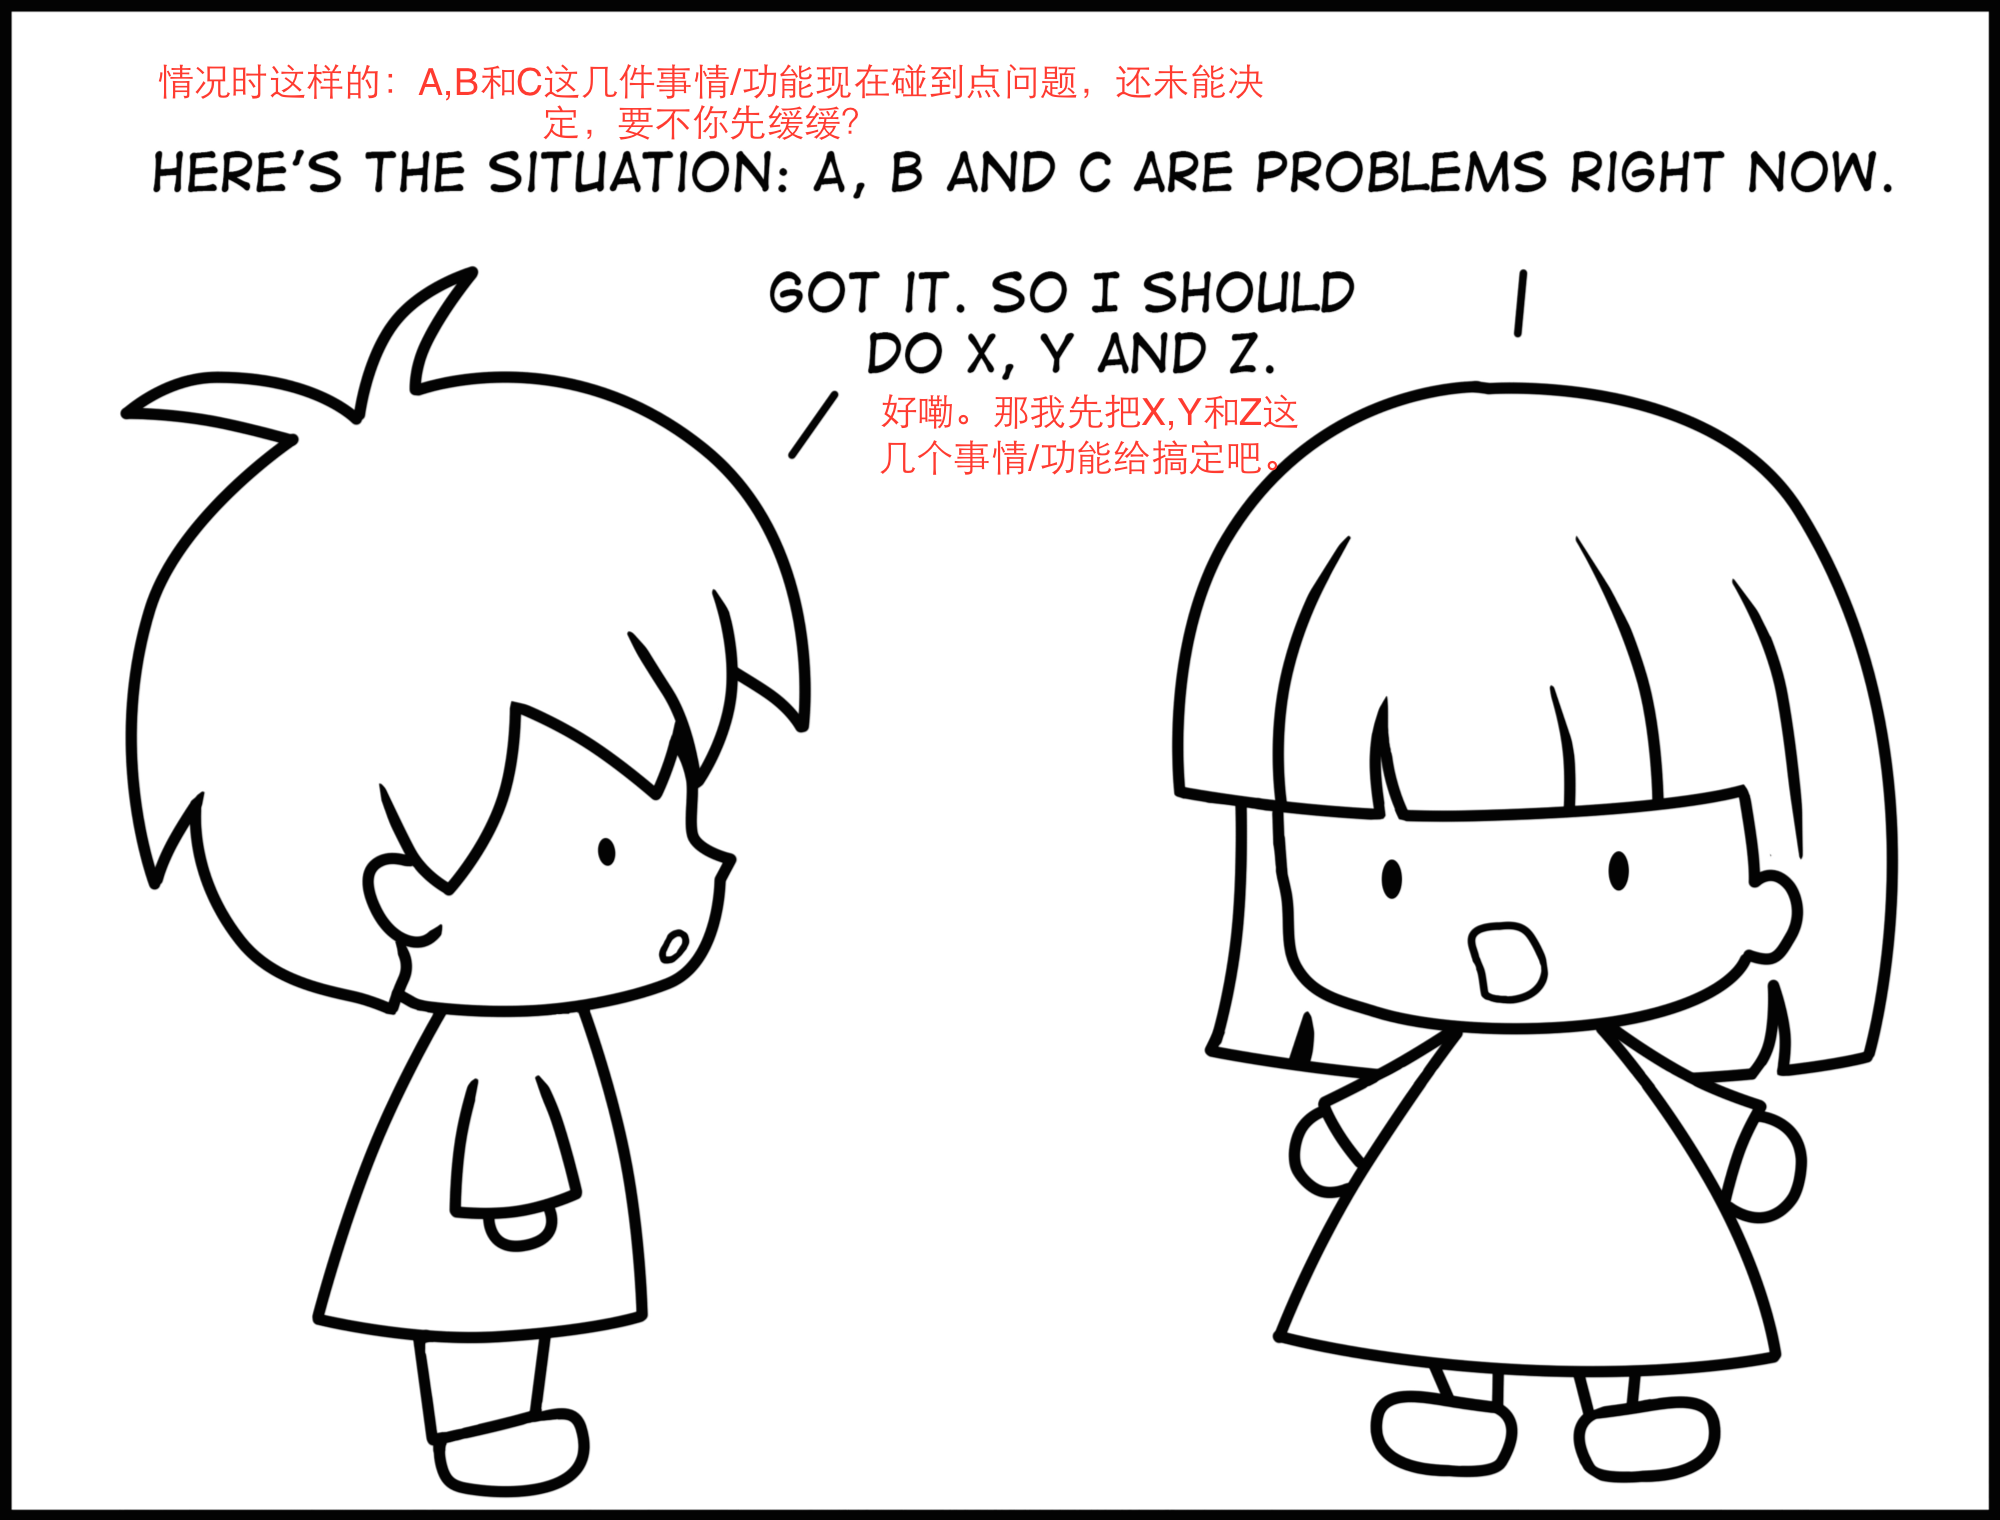 情况时这样的：A,B和C这几件事情/功能现在碰到点问题，还未能决
定，要不你先缓缓？
HERE'S THE SITUATION: A, B AND C ARE PROBLEMS RIGHT NOW.
GOT IT. SO I SHOULD
DO X, Y AND Z.
好嘞。那我先把X,Y和Z这
几个事情/功能给搞定吧。